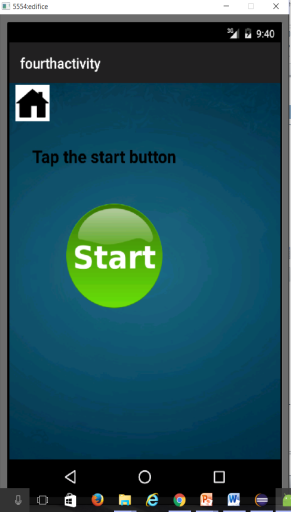 5554:edifice
3G 9:40
fourthactivity
Tap the start button
Start